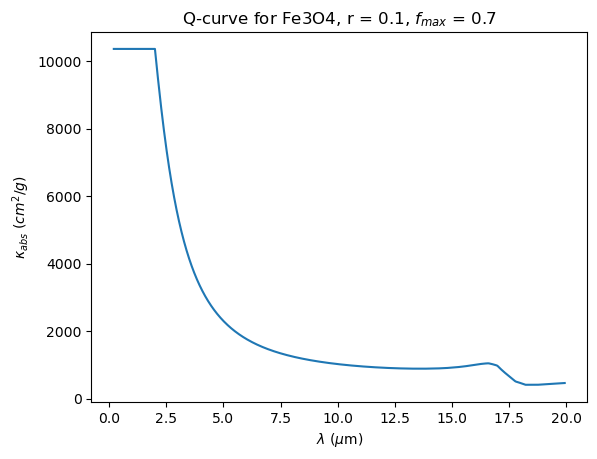 Q-curve for Fe3O4, r = 0.1, f_max = 0.7
10000
8000
6000
4000
2000
0
κ_abs (cm²/g)
0.0 2.5 5.0 7.5 10.0 12.5 15.0 17.5 20.0
λ (μm)